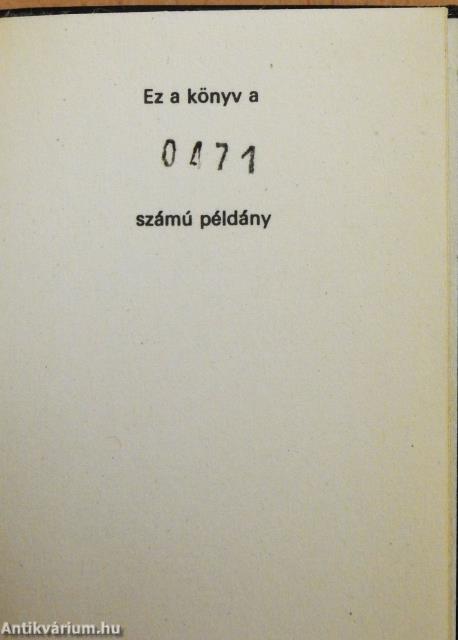 Ez a könyv a
0471
számú példány
Antikvárium.hu